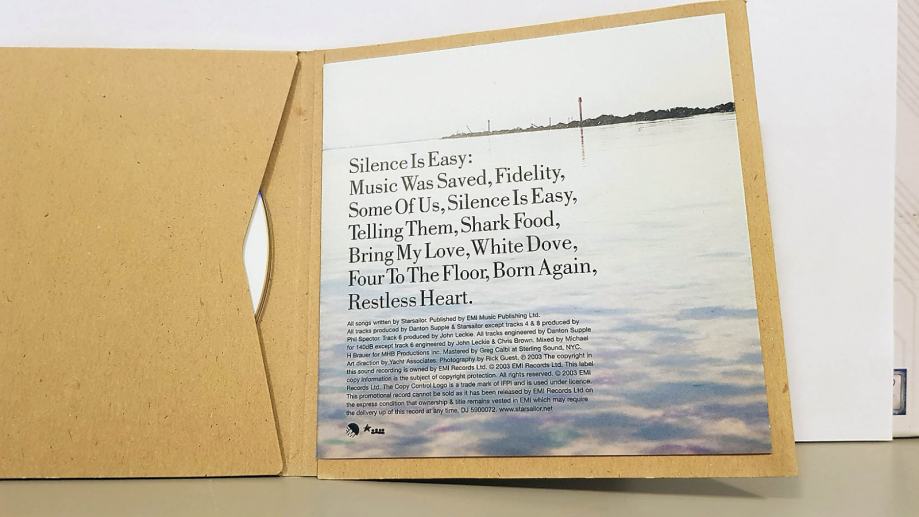 Silence Is Easy:
Music Was Saved, Fidelity,
Some Of Us, Silence Is Easy,
Telling Them, Shark Food,
Bring My Love, White Dove,
Four To The Floor, Born Again,
Restless Heart.
All songs written by Starsailor. Published by EMI Music Publishing Ltd.
All tracks produced by Danton Supple & Starsailor except tracks 4 & 8 produced by
Phil Spector. Track 6 produced by John Leckie. All tracks engineered by Danton Supple
for 140dB except track 6 engineered by John Leckie & Chris Brown. Mixed by Michael
H Brauer for MHB Productions Inc. Mastered by Greg Calbi at Sterling Sound, NYC.
Art direction by Yacht Associates. Photography by Rick Guest. ℗ 2003 The copyright in
this sound recording is owned by EMI Records Ltd. © 2003 EMI Records Ltd. This label
copy information is the subject of copyright protection. All rights reserved. © 2003 EMI
Records Ltd. The Copy Control Logo is a trade mark of IFPI and is used under licence.
This promotional record cannot be sold as it has been released by EMI Records Ltd on
the express condition that ownership & title remains vested in EMI which may require
the delivery up of this record at any time. DJ 5900072. www.starsailor.net